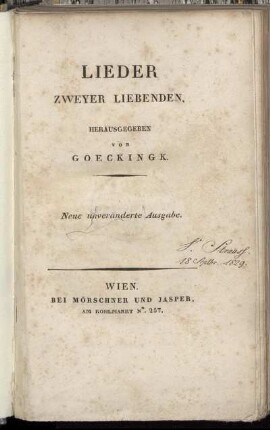 LIEDER
ZWEYER LIEBENDEN,
HERAUSGEGEBEN
VON
GOECKINGK.
Neue unveränderte Ausgabe.
WIEN.
BEI MÖRSCHNER UND JASPER,
AM KOHLMARKT Nº. 257.